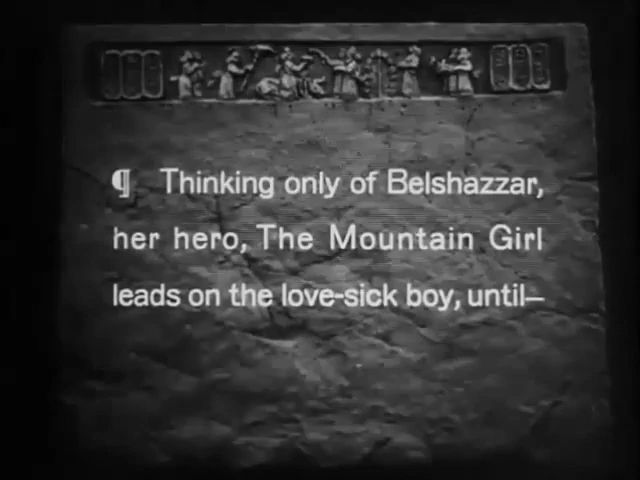 ¶ Thinking only of Belshazzar,
her hero, The Mountain Girl
leads on the love-sick boy, until—